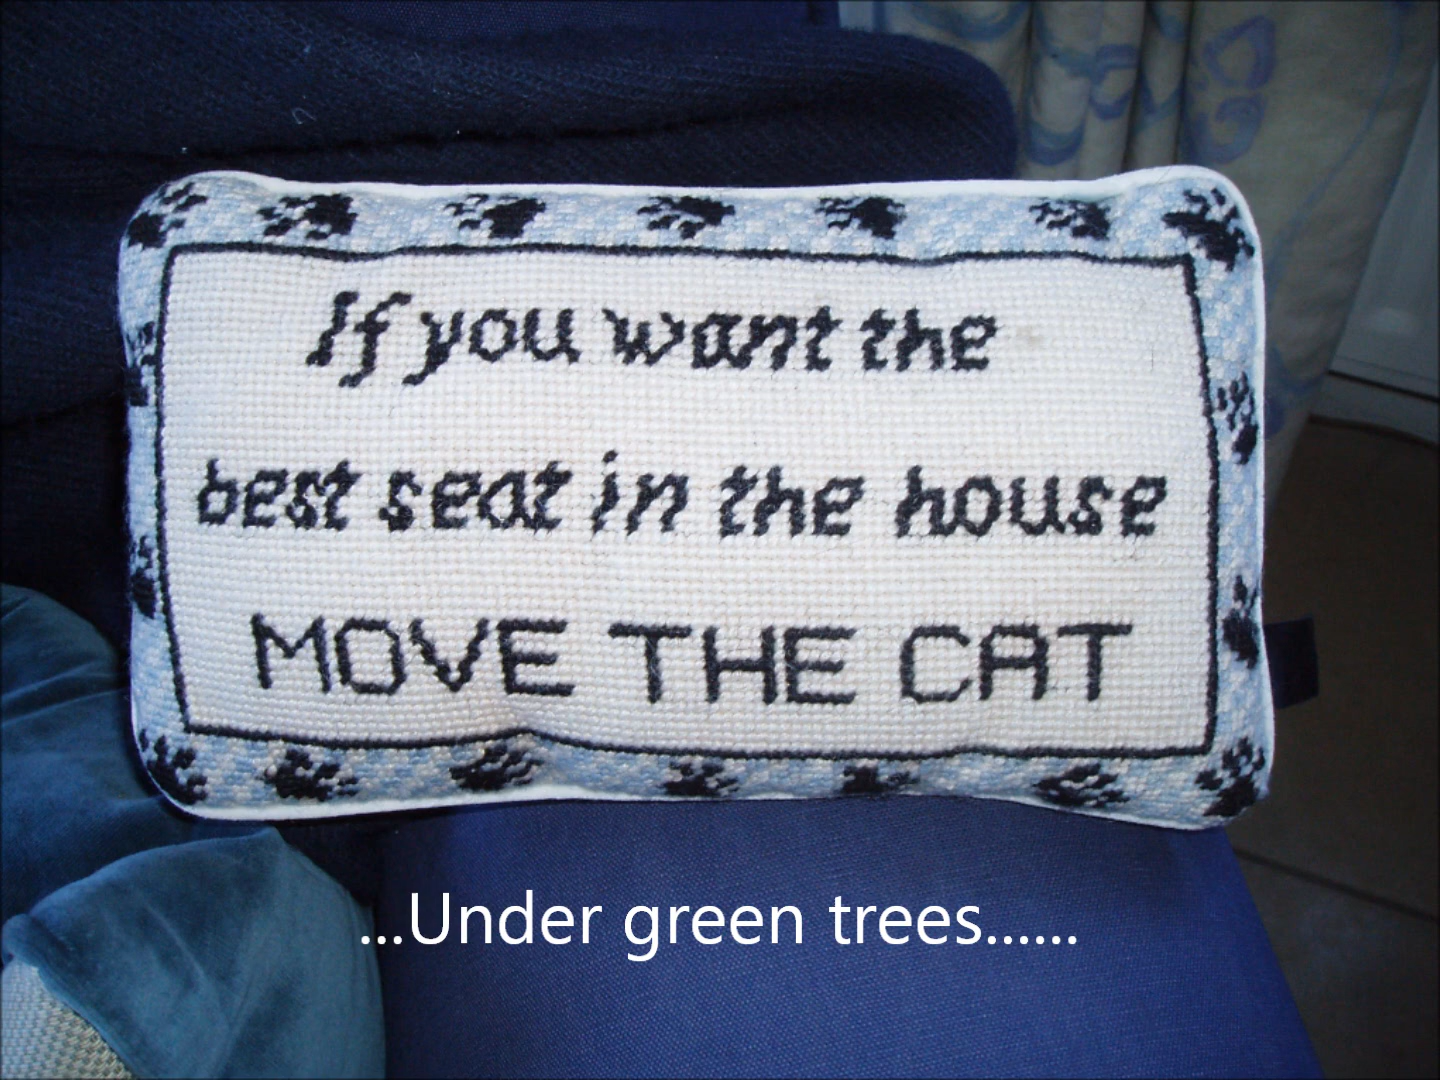 If you want the
best seat in the house
MOVE THE CAT
...Under green trees......